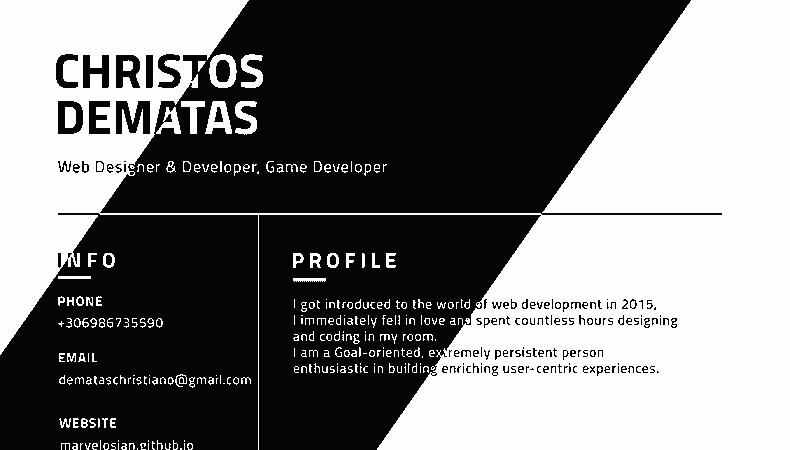 CHRISTOS
DEMATAS
Web Designer & Developer, Game Developer
INFO
PHONE
+306986735590
EMAIL
demataschristiano@gmail.com
WEBSITE
marvelosian.github.io
PROFILE
I got introduced to the world of web development in 2015,
I immediately fell in love and spent countless hours designing
and coding in my room.
I am a Goal-oriented, extremely persistent person
enthusiastic in building enriching user-centric experiences.